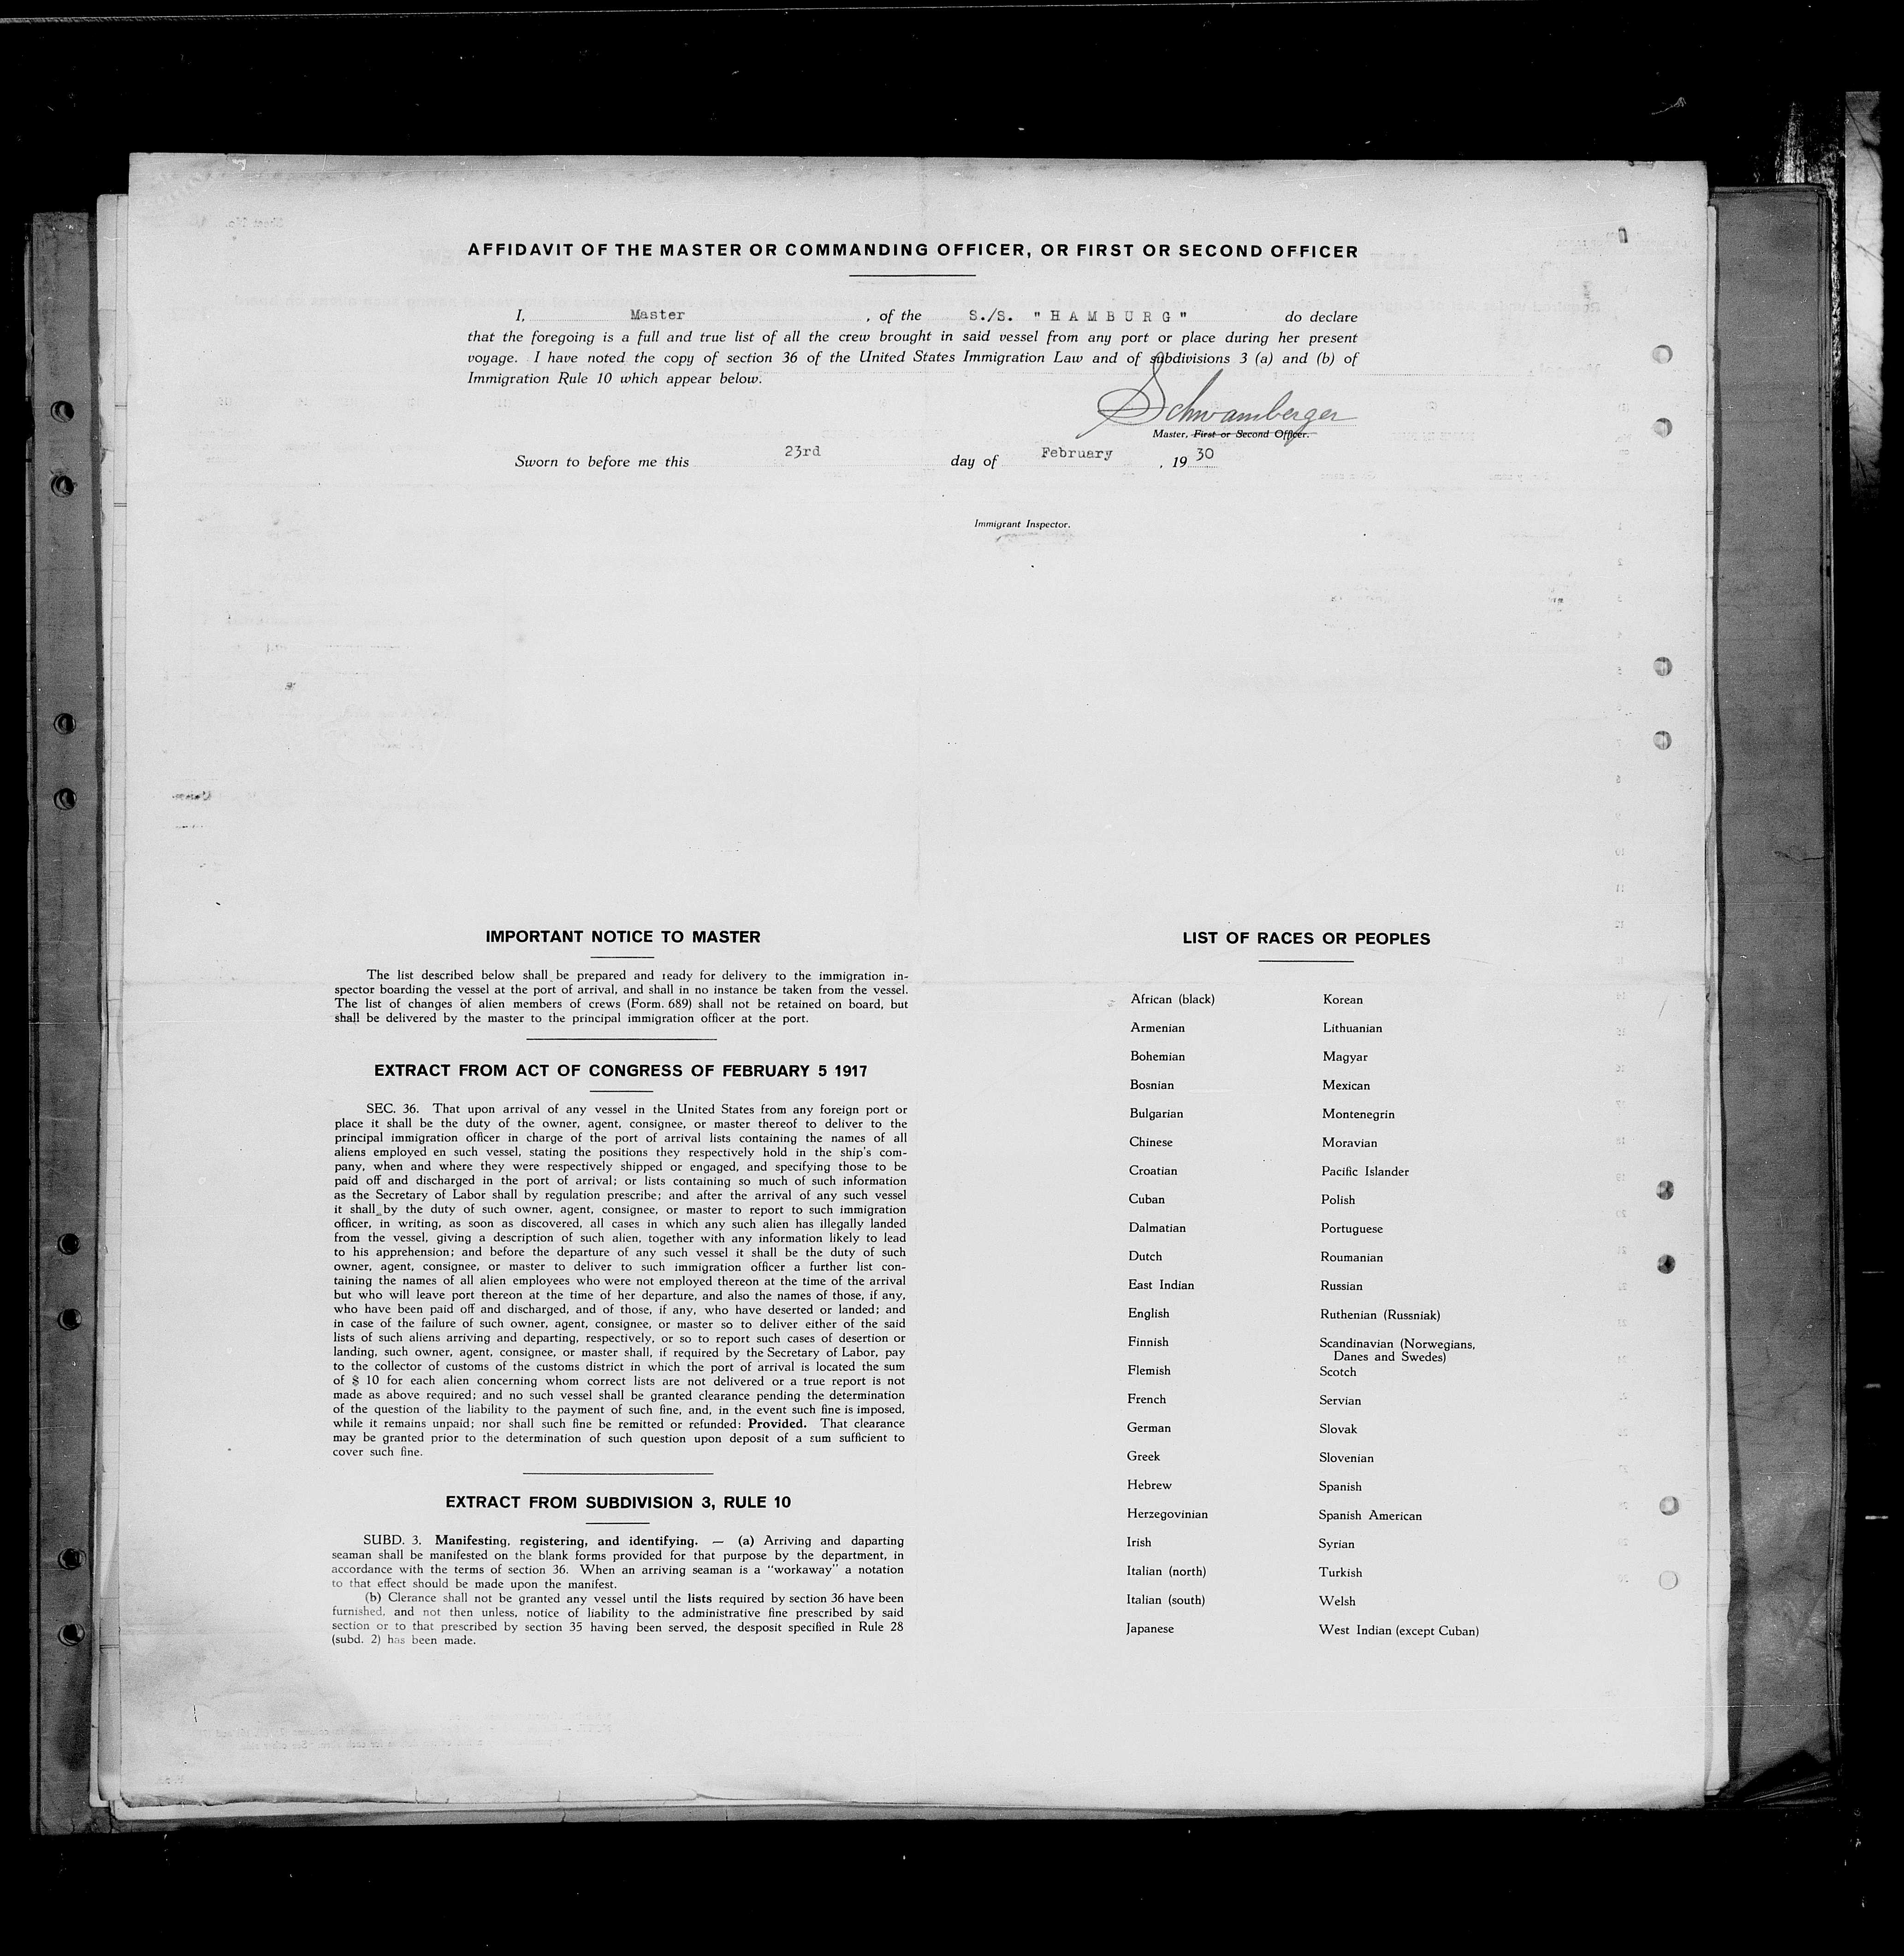 AFFIDAVIT OF THE MASTER OR COMMANDING OFFICER, OR FIRST OR SECOND OFFICER
I, Master , of the S./S. " H A M B U R G " do declare
that the foregoing is a full and true list of all the crew brought in said vessel from any port or place during her present
voyage. I have noted the copy of section 36 of the United States Immigration Law and of subdivisions 3 (a) and (b) of
Immigration Rule 10 which appear below.
Schwamberger
Master, First or Second Officer.
Sworn to before me this 23rd day of February , 19 30
Immigrant Inspector.
IMPORTANT NOTICE TO MASTER
The list described below shall be prepared and ready for delivery to the immigration in-
spector boarding the vessel at the port of arrival, and shall in no instance be taken from the vessel.
The list of changes of alien members of crews (Form. 689) shall not be retained on board, but
shall be delivered by the master to the principal immigration officer at the port.
EXTRACT FROM ACT OF CONGRESS OF FEBRUARY 5 1917
SEC. 36. That upon arrival of any vessel in the United States from any foreign port or
place it shall be the duty of the owner, agent, consignee, or master thereof to deliver to the
principal immigration officer in charge of the port of arrival lists containing the names of all
aliens employed en such vessel, stating the positions they respectively hold in the ship's com-
pany, when and where they were respectively shipped or engaged, and specifying those to be
paid off and discharged in the port of arrival; or lists containing so much of such information
as the Secretary of Labor shall by regulation prescribe; and after the arrival of any such vessel
it shall by the duty of such owner, agent, consignee, or master to report to such immigration
officer, in writing, as soon as discovered, all cases in which any such alien has illegally landed
from the vessel, giving a description of such alien, together with any information likely to lead
to his apprehension; and before the departure of any such vessel it shall be the duty of such
owner, agent, consignee, or master to deliver to such immigration officer a further list con-
taining the names of all alien employees who were not employed thereon at the time of the arrival
but who will leave port thereon at the time of her departure, and also the names of those, if any,
who have been paid off and discharged, and of those, if any, who have deserted or landed; and
in case of the failure of such owner, agent, consignee, or master so to deliver either of the said
lists of such aliens arriving and departing, respectively, or so to report such cases of desertion or
landing, such owner, agent, consignee, or master shall, if required by the Secretary of Labor, pay
to the collector of customs of the customs district in which the port of arrival is located the sum
of $ 10 for each alien concerning whom correct lists are not delivered or a true report is not
made as above required; and no such vessel shall be granted clearance pending the determination
of the question of the liability to the payment of such fine, and, in the event such fine is imposed,
while it remains unpaid; nor shall such fine be remitted or refunded: Provided. That clearance
may be granted prior to the determination of such question upon deposit of a sum sufficient to
cover such fine.
EXTRACT FROM SUBDIVISION 3, RULE 10
SUBD. 3. Manifesting, registering, and identifying. — (a) Arriving and daparting
seaman shall be manifested on the blank forms provided for that purpose by the department, in
accordance with the terms of section 36. When an arriving seaman is a "workaway" a notation
to that effect should be made upon the manifest.
(b) Clerance shall not be granted any vessel until the lists required by section 36 have been
furnished, and not then unless, notice of liability to the administrative fine prescribed by said
section or to that prescribed by section 35 having been served, the desposit specified in Rule 28
(subd. 2) has been made.
LIST OF RACES OR PEOPLES
African (black)
Armenian
Bohemian
Bosnian
Bulgarian
Chinese
Croatian
Cuban
Dalmatian
Dutch
East Indian
English
Finnish
Flemish
French
German
Greek
Hebrew
Herzegovinian
Irish
Italian (north)
Italian (south)
Japanese
Korean
Lithuanian
Magyar
Mexican
Montenegrin
Moravian
Pacific Islander
Polish
Portuguese
Roumanian
Russian
Ruthenian (Russniak)
Scandinavian (Norwegians,
Danes and Swedes)
Scotch
Servian
Slovak
Slovenian
Spanish
Spanish American
Syrian
Turkish
Welsh
West Indian (except Cuban)